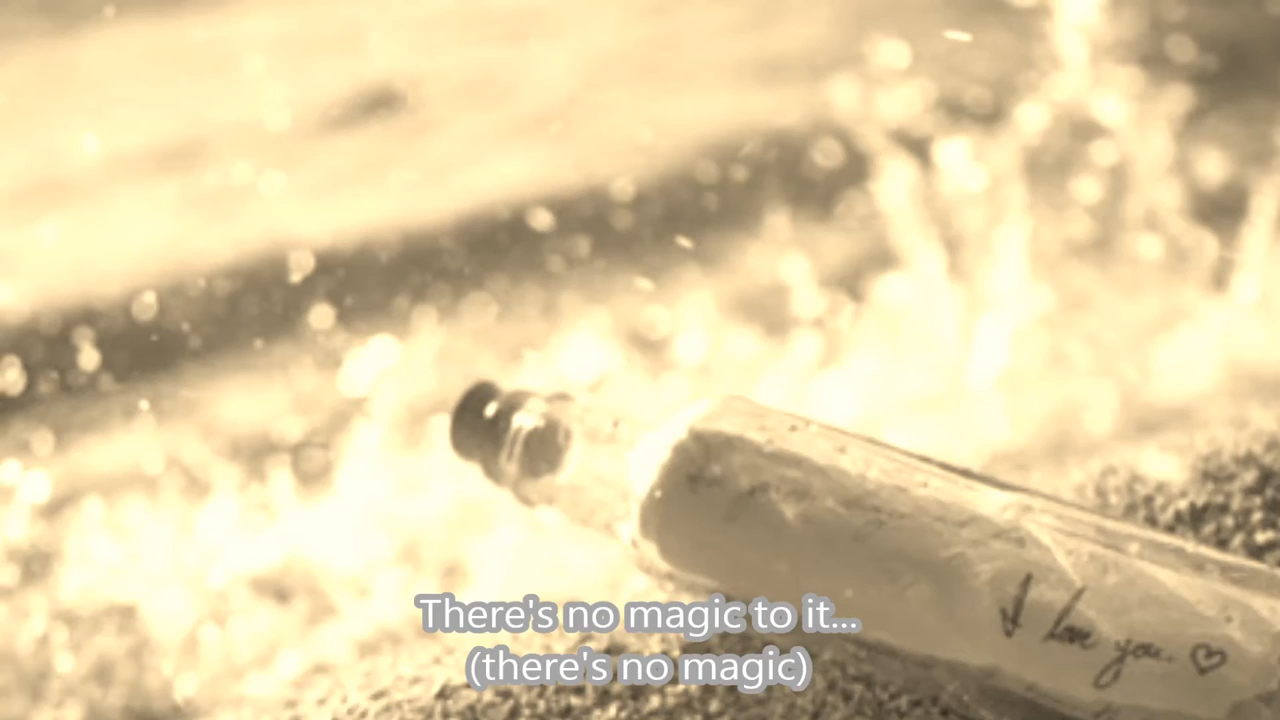 There's no magic to it...
(there's no magic)
I love you. ♡